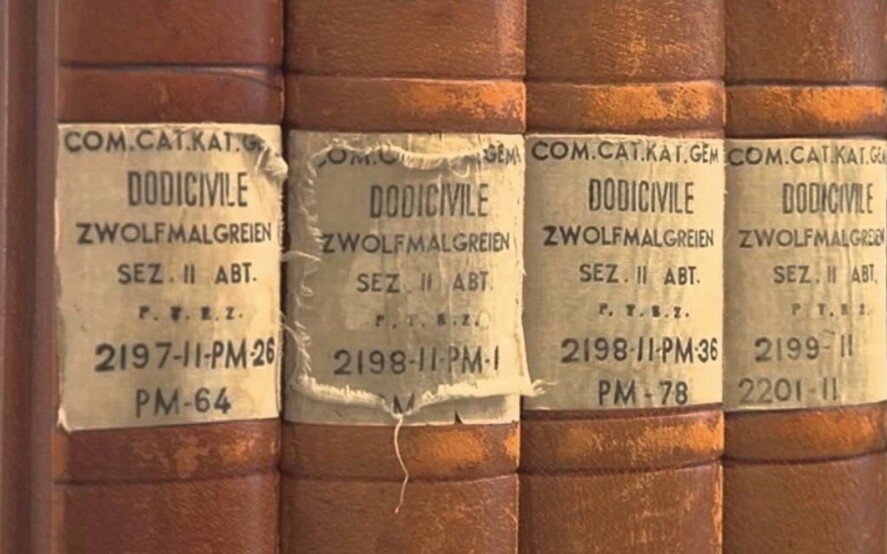 COM.CAT.KAT.GE
DODICIVILE
ZWOLFMALGREIEN
SEZ. II ABT.
P. T. E. Z.
2197-II-PM-26
PM-64
GEM
DODICIVILE
ZWOLFMALGREIEN
SEZ. II ABT.
P. T. E. Z.
2198-II-PM-1
COM.CAT.KAT.GEM
DODICIVILE
ZWOLFMALGREIEN
SEZ. II ABT.
P. T. E. Z.
2198-II-PM-36
PM-78
COM.CAT.KAT.GEM
DODICIVILE
ZWOLFMALGREIEN
SEZ. II ABT.
2199-II
2201-II